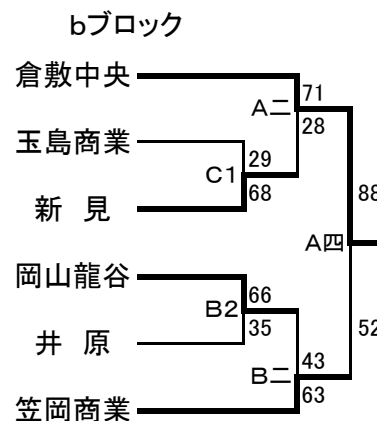 bブロック
倉敷中央
71
A二
28
玉島商業
29
C1
68
88
新 見
A四
岡山龍谷
66
B2
35
52
井 原
43
B二
63
笠岡商業